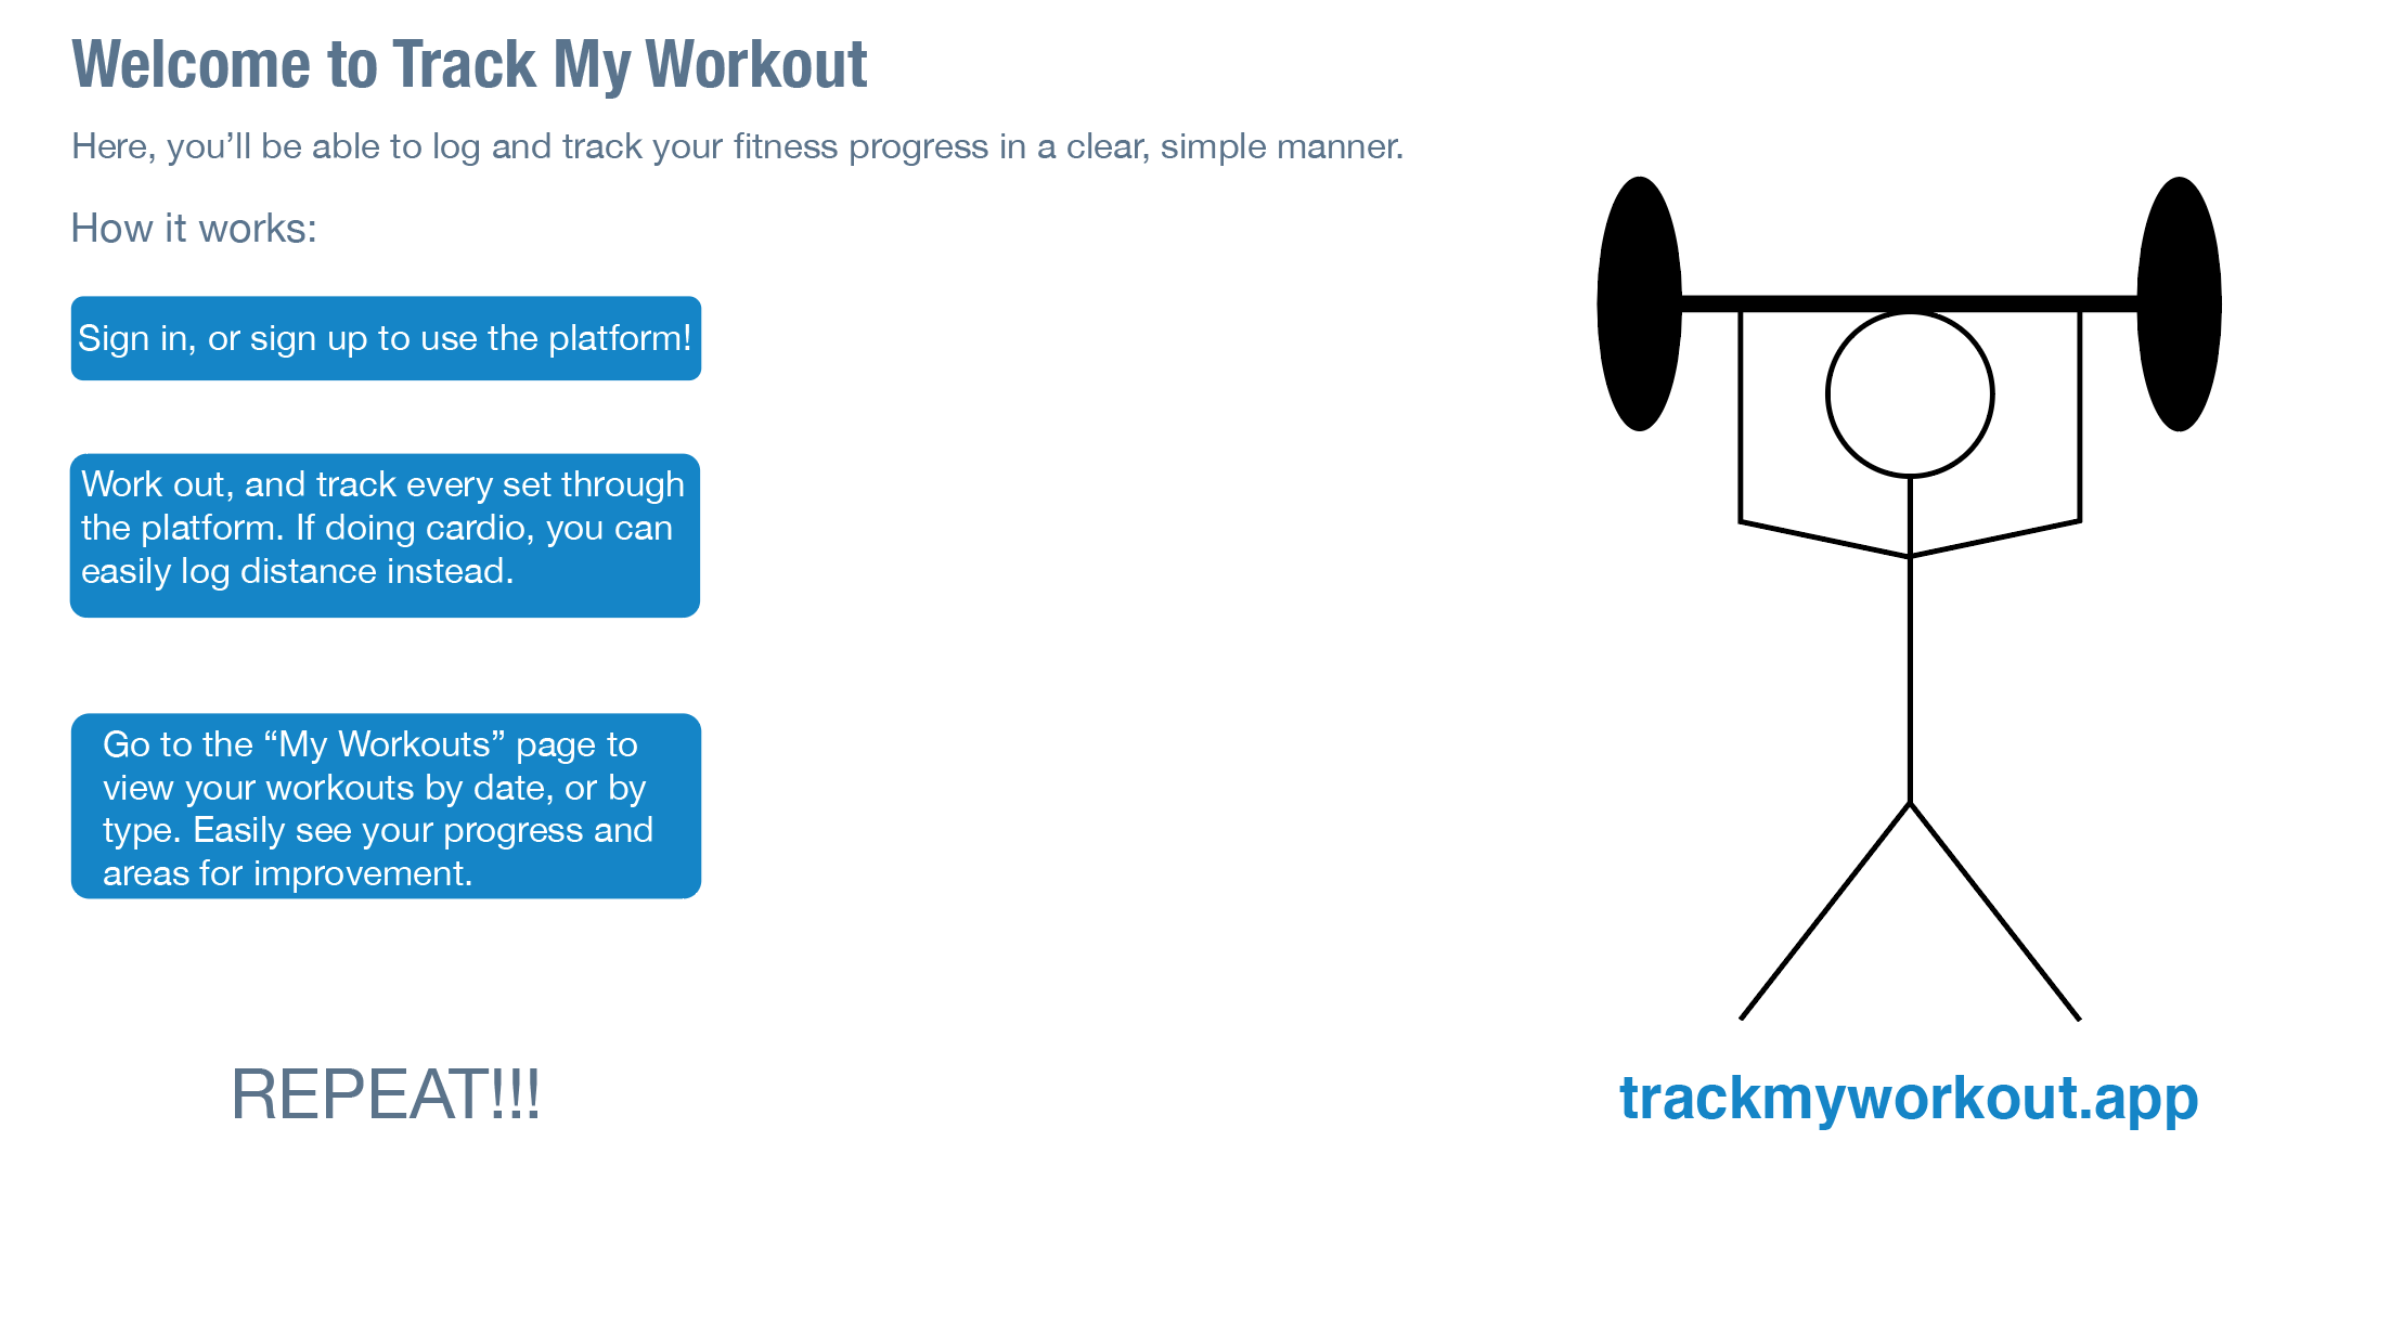 Welcome to Track My Workout
Here, you’ll be able to log and track your fitness progress in a clear, simple manner.
How it works:
Sign in, or sign up to use the platform!
Work out, and track every set through
the platform. If doing cardio, you can
easily log distance instead.
Go to the “My Workouts” page to
view your workouts by date, or by
type. Easily see your progress and
areas for improvement.
REPEAT!!!
trackmyworkout.app